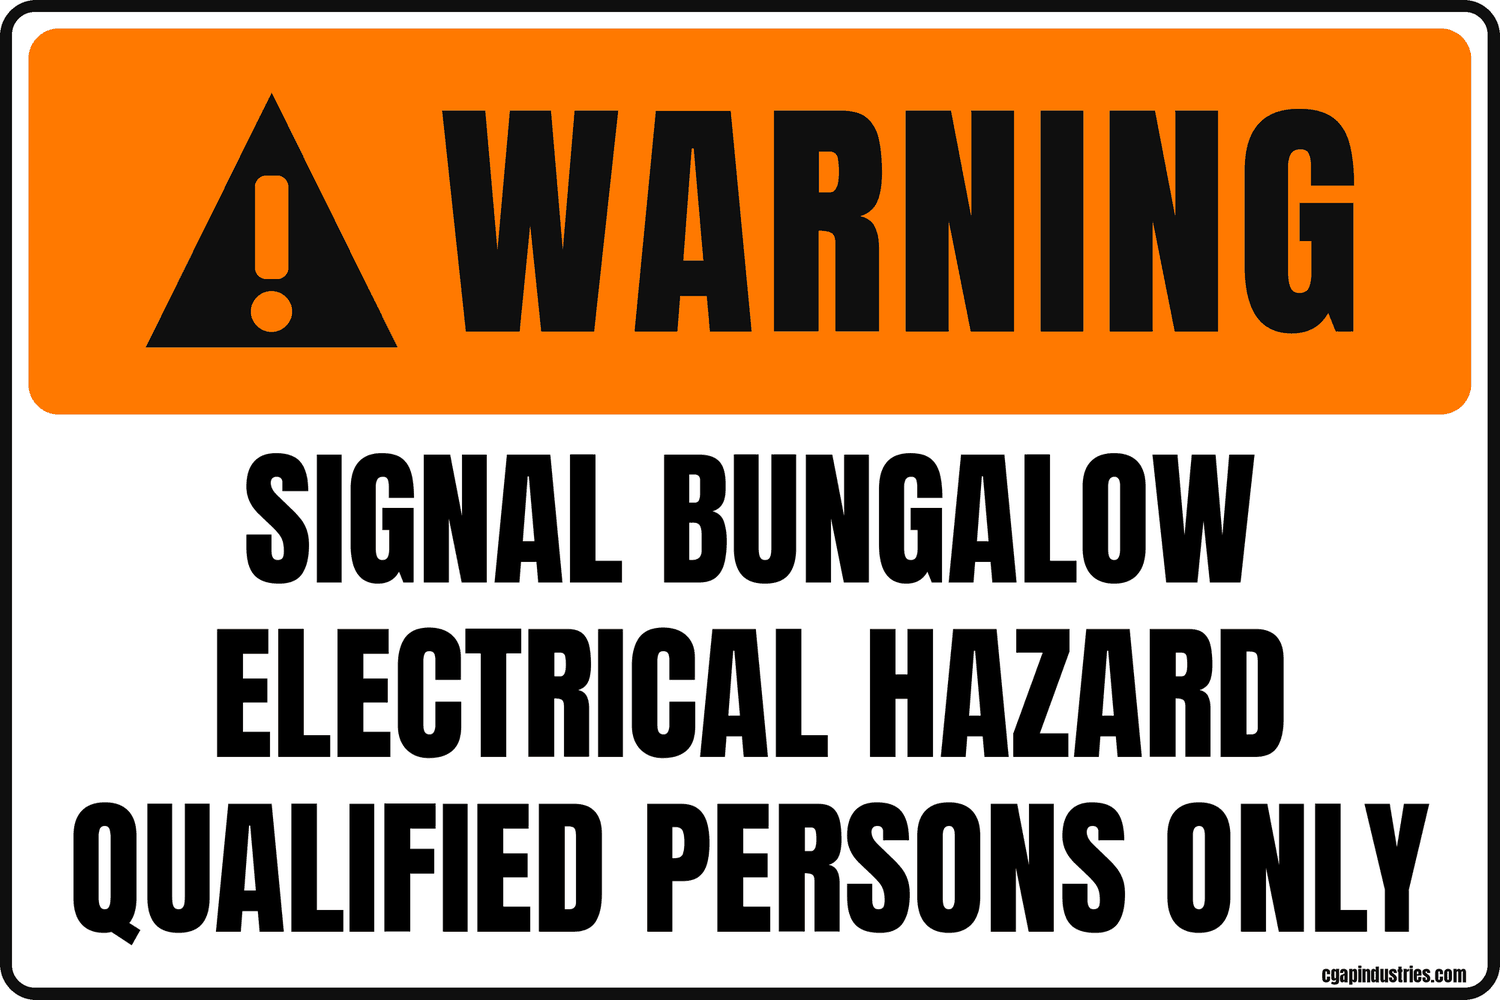 WARNING
SIGNAL BUNGALOW
ELECTRICAL HAZARD
QUALIFIED PERSONS ONLY
cgapindustries.com